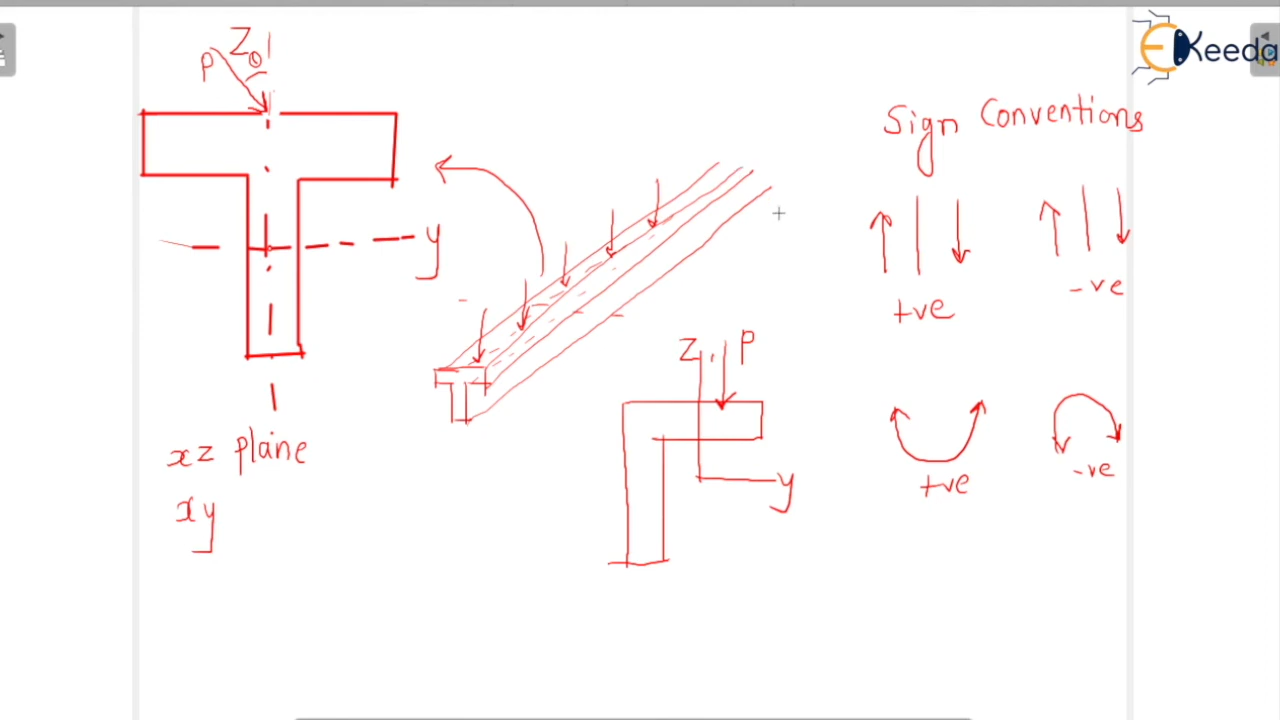 Keeda
Z
θ
P
Sign Conventions
y
+ve
-ve
Z
P
xz plane
xy
y
+ve
-ve